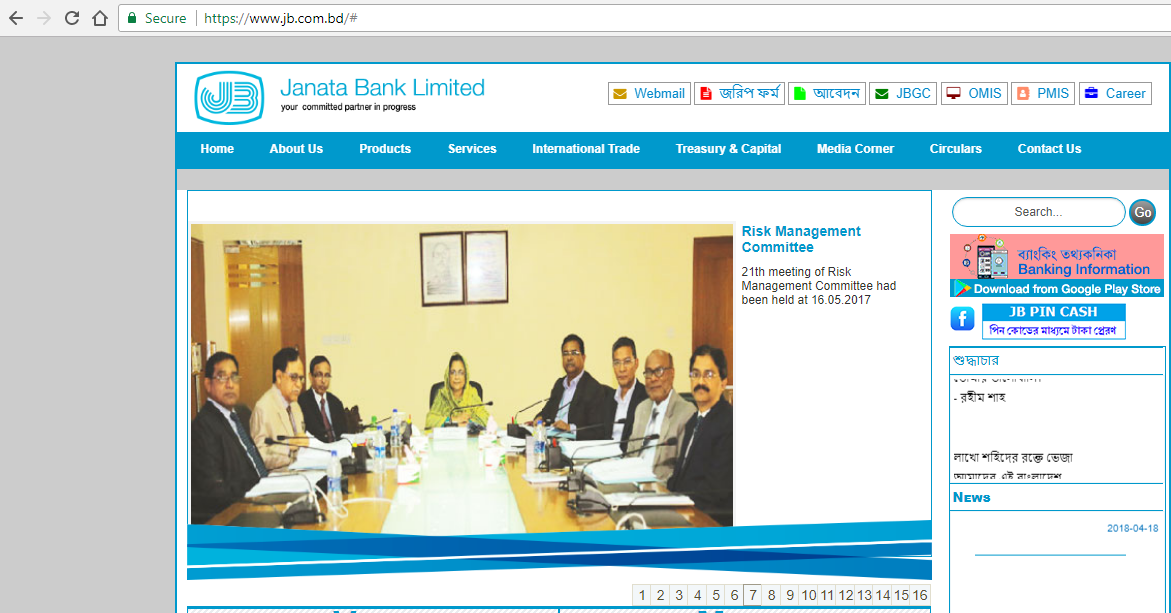 Secure
https://www.jb.com.bd/#
JB
Janata Bank Limited
your committed partner in progress
Webmail
জরিপ ফর্ম
আবেদন
JBGC
OMIS
PMIS
Career
Home
About Us
Products
Services
International Trade
Treasury & Capital
Media Corner
Circulars
Contact Us
Risk Management
Committee
21th meeting of Risk
Management Committee had
been held at 16.05.2017
1 2 3 4 5 6 7 8 9 10 11 12 13 14 15 16
Search...
Go
ব্যাংকিং তথ্যকনিকা
Banking Information
Download from Google Play Store
f
JB PIN CASH
পিন কোডের মাধ্যমে টাকা প্রেরণ
শুদ্ধাচার
- রহীম শাহ
লাখো শহিদের রক্তে ভেজা
আমাদের এই বাংলাদেশ
News
2018-04-18